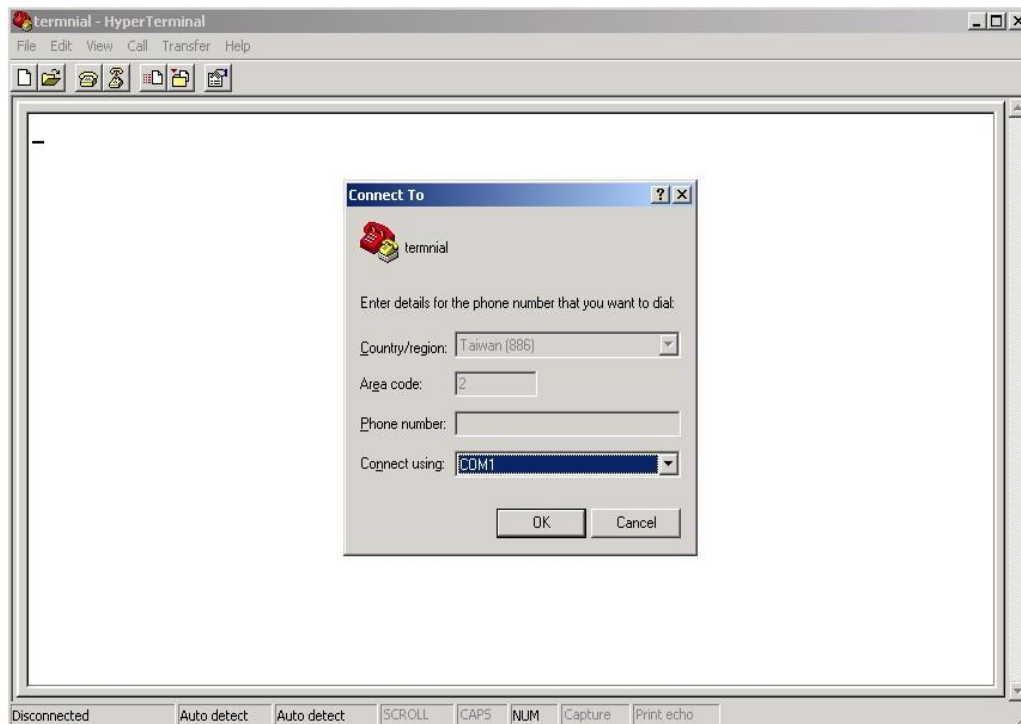 termnial - HyperTerminal
File Edit View Call Transfer Help
Connect To
termnial
Enter details for the phone number that you want to dial:
Country/region: Taiwan (886)
Area code: 2
Phone number:
Connect using: COM1
OK Cancel
Disconnected Auto detect Auto detect SCROLL CAPS NUM Capture Print echo